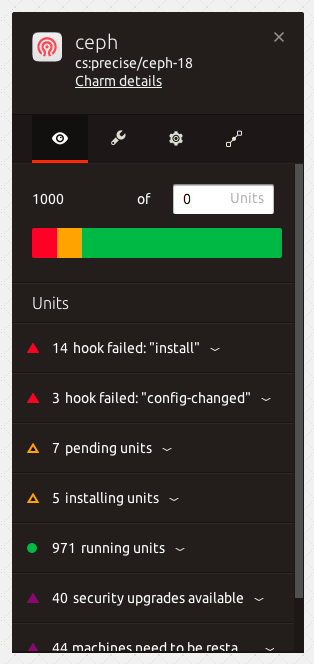 ceph
cs:precise/ceph-18
Charm details
1000 of 0 Units
Units
14 hook failed: "install"
3 hook failed: "config-changed"
7 pending units
5 installing units
971 running units
40 security upgrades available
44 machines need to be resta...